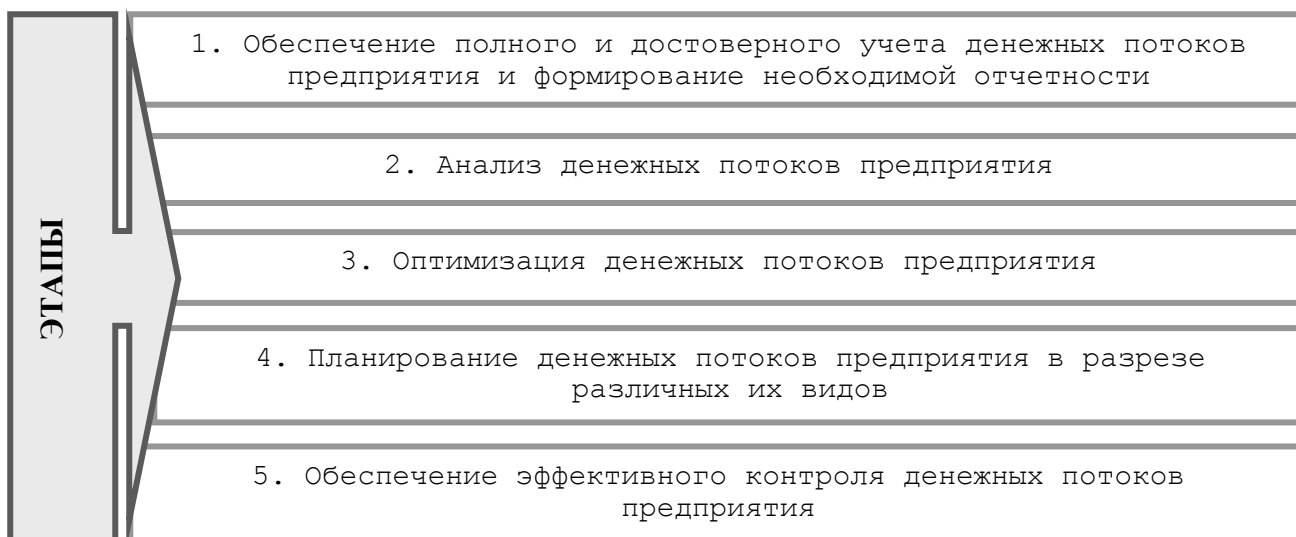 ЭТАПЫ
1. Обеспечение полного и достоверного учета денежных потоков
предприятия и формирование необходимой отчетности
2. Анализ денежных потоков предприятия
3. Оптимизация денежных потоков предприятия
4. Планирование денежных потоков предприятия в разрезе
различных их видов
5. Обеспечение эффективного контроля денежных потоков
предприятия